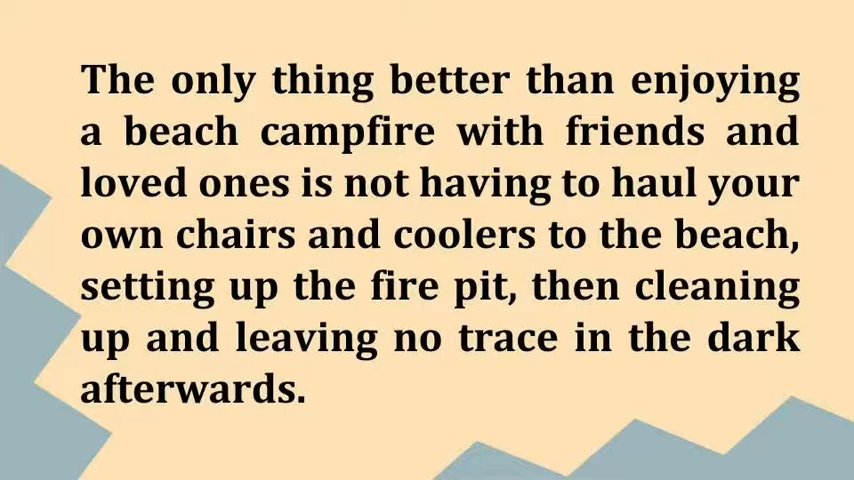 The only thing better than enjoying
a beach campfire with friends and
loved ones is not having to haul your
own chairs and coolers to the beach,
setting up the fire pit, then cleaning
up and leaving no trace in the dark
afterwards.